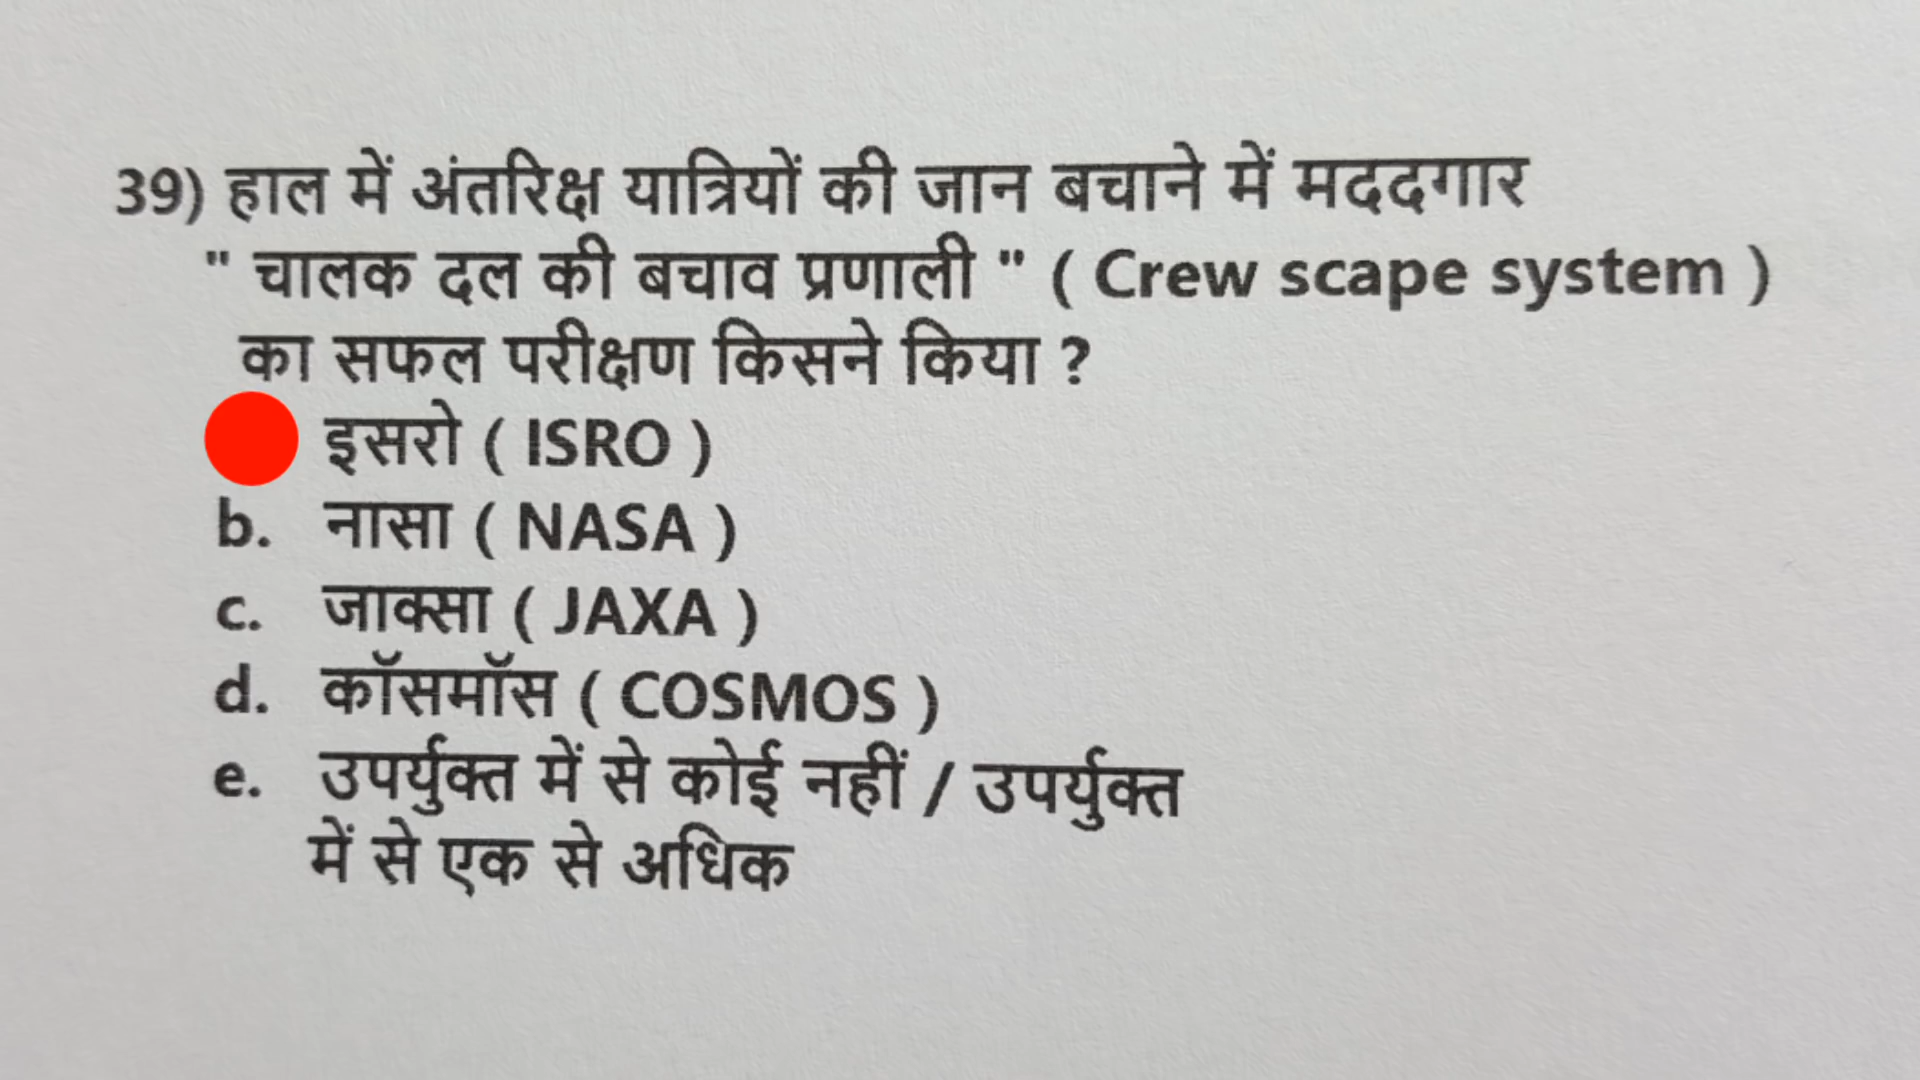 39) हाल में अंतरिक्ष यात्रियों की जान बचाने में मददगार
" चालक दल की बचाव प्रणाली " ( Crew scape system )
का सफल परीक्षण किसने किया ?
इसरो ( ISRO )
b. नासा ( NASA )
c. जाक्सा ( JAXA )
d. कॉसमॉस ( COSMOS )
e. उपर्युक्त में से कोई नहीं / उपर्युक्त
में से एक से अधिक